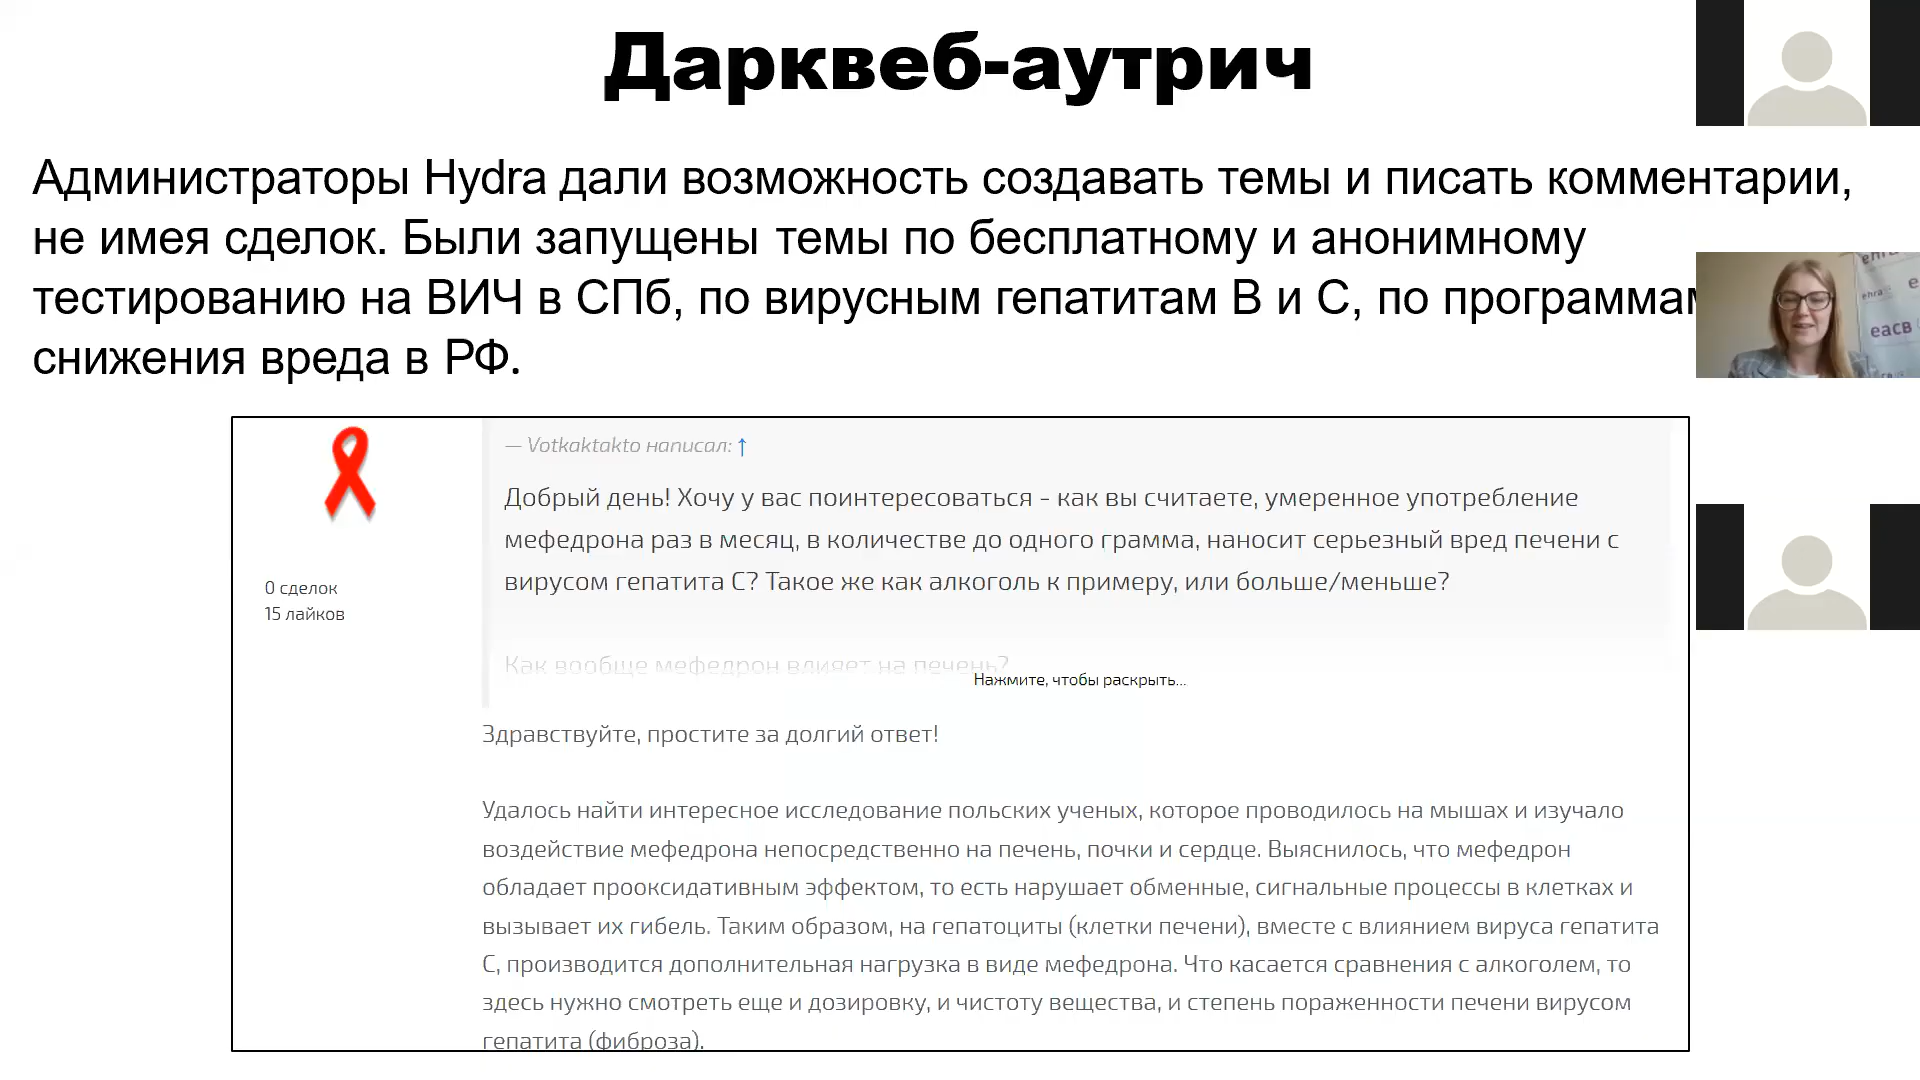 Дарквеб-аутрич
Администраторы Hydra дали возможность создавать темы и писать комментарии,
не имея сделок. Были запущены темы по бесплатному и анонимному
тестированию на ВИЧ в СПб, по вирусным гепатитам В и С, по программам
снижения вреда в РФ.
ehra
eacB
— Votkaktakto написал: ↑
Добрый день! Хочу у вас поинтересоваться - как вы считаете, умеренное употребление
мефедрона раз в месяц, в количестве до одного грамма, наносит серьезный вред печени с
вирусом гепатита С? Такое же как алкоголь к примеру, или больше/меньше?
Как вообще мефедрон влияет на печень?
Нажмите, чтобы раскрыть...
0 сделок
15 лайков
Здравствуйте, простите за долгий ответ!
Удалось найти интересное исследование польских ученых, которое проводилось на мышах и изучало
воздействие мефедрона непосредственно на печень, почки и сердце. Выяснилось, что мефедрон
обладает прооксидативным эффектом, то есть нарушает обменные, сигнальные процессы в клетках и
вызывает их гибель. Таким образом, на гепатоциты (клетки печени), вместе с влиянием вируса гепатита
С, производится дополнительная нагрузка в виде мефедрона. Что касается сравнения с алкоголем, то
здесь нужно смотреть еще и дозировку, и чистоту вещества, и степень пораженности печени вирусом
гепатита (фиброза).